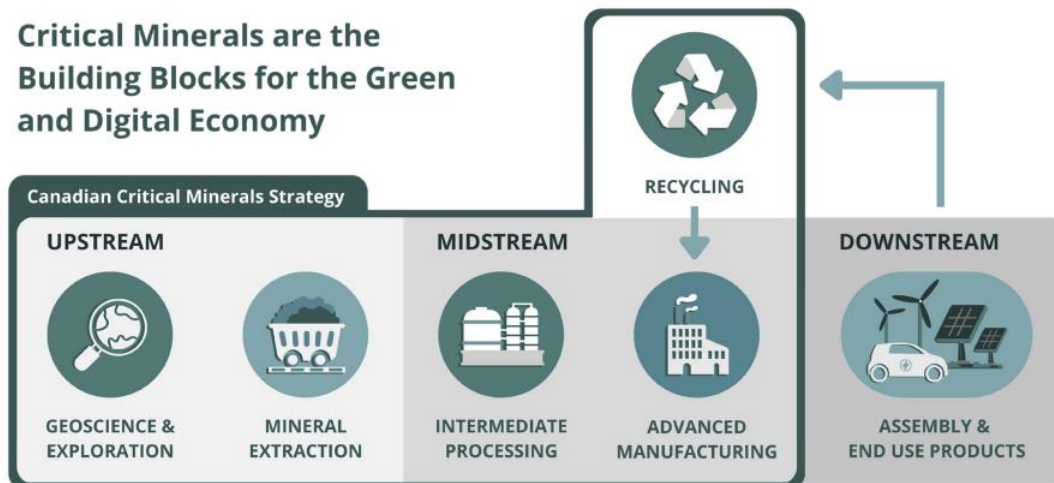 Critical Minerals are the
Building Blocks for the Green
and Digital Economy
RECYCLING
Canadian Critical Minerals Strategy
UPSTREAM
MIDSTREAM
DOWNSTREAM
GEOSCIENCE &
EXPLORATION
MINERAL
EXTRACTION
INTERMEDIATE
PROCESSING
ADVANCED
MANUFACTURING
ASSEMBLY &
END USE PRODUCTS